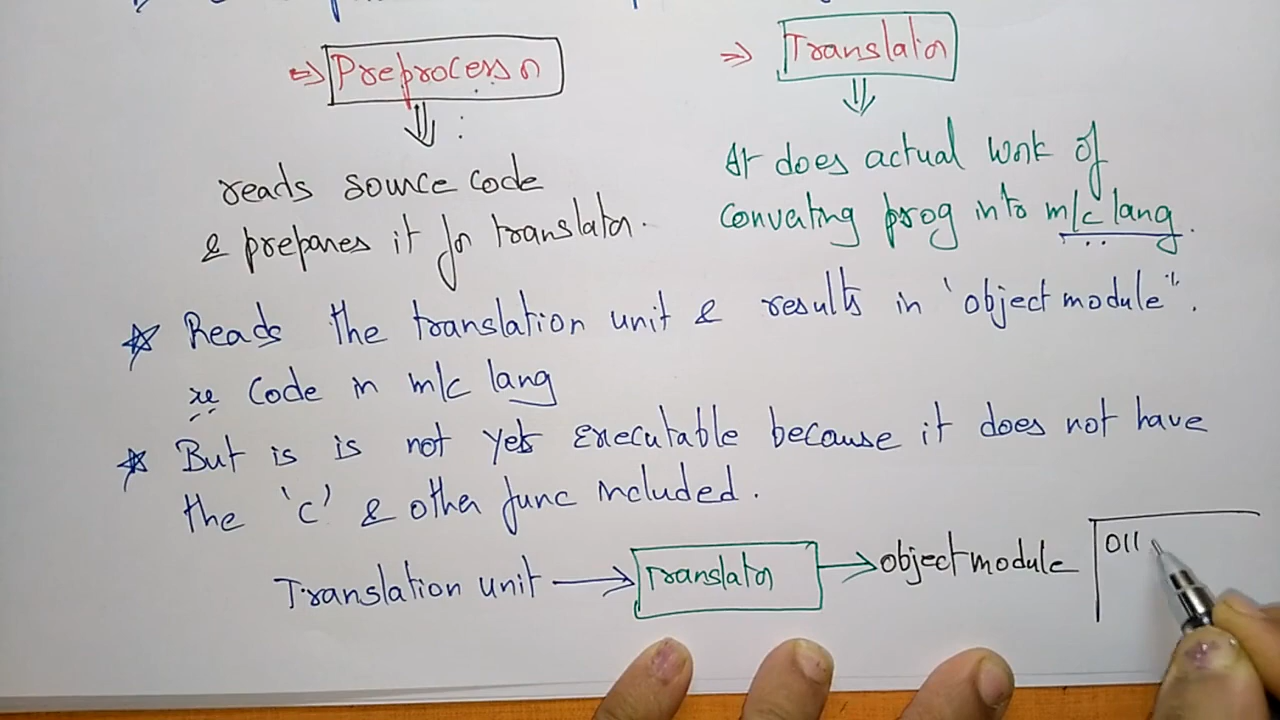 ⇒ Preprocessor
⇒ Translator
reads source code
& prepares it for translator.
It does actual work of
convating prog into m/c lang.
☆ Reads the translation unit & results in 'object module".
ie Code in m/c lang
☆ But is is not yet executable because it does not have
the 'c' & other func included.
Translation unit → Translator → object module 011